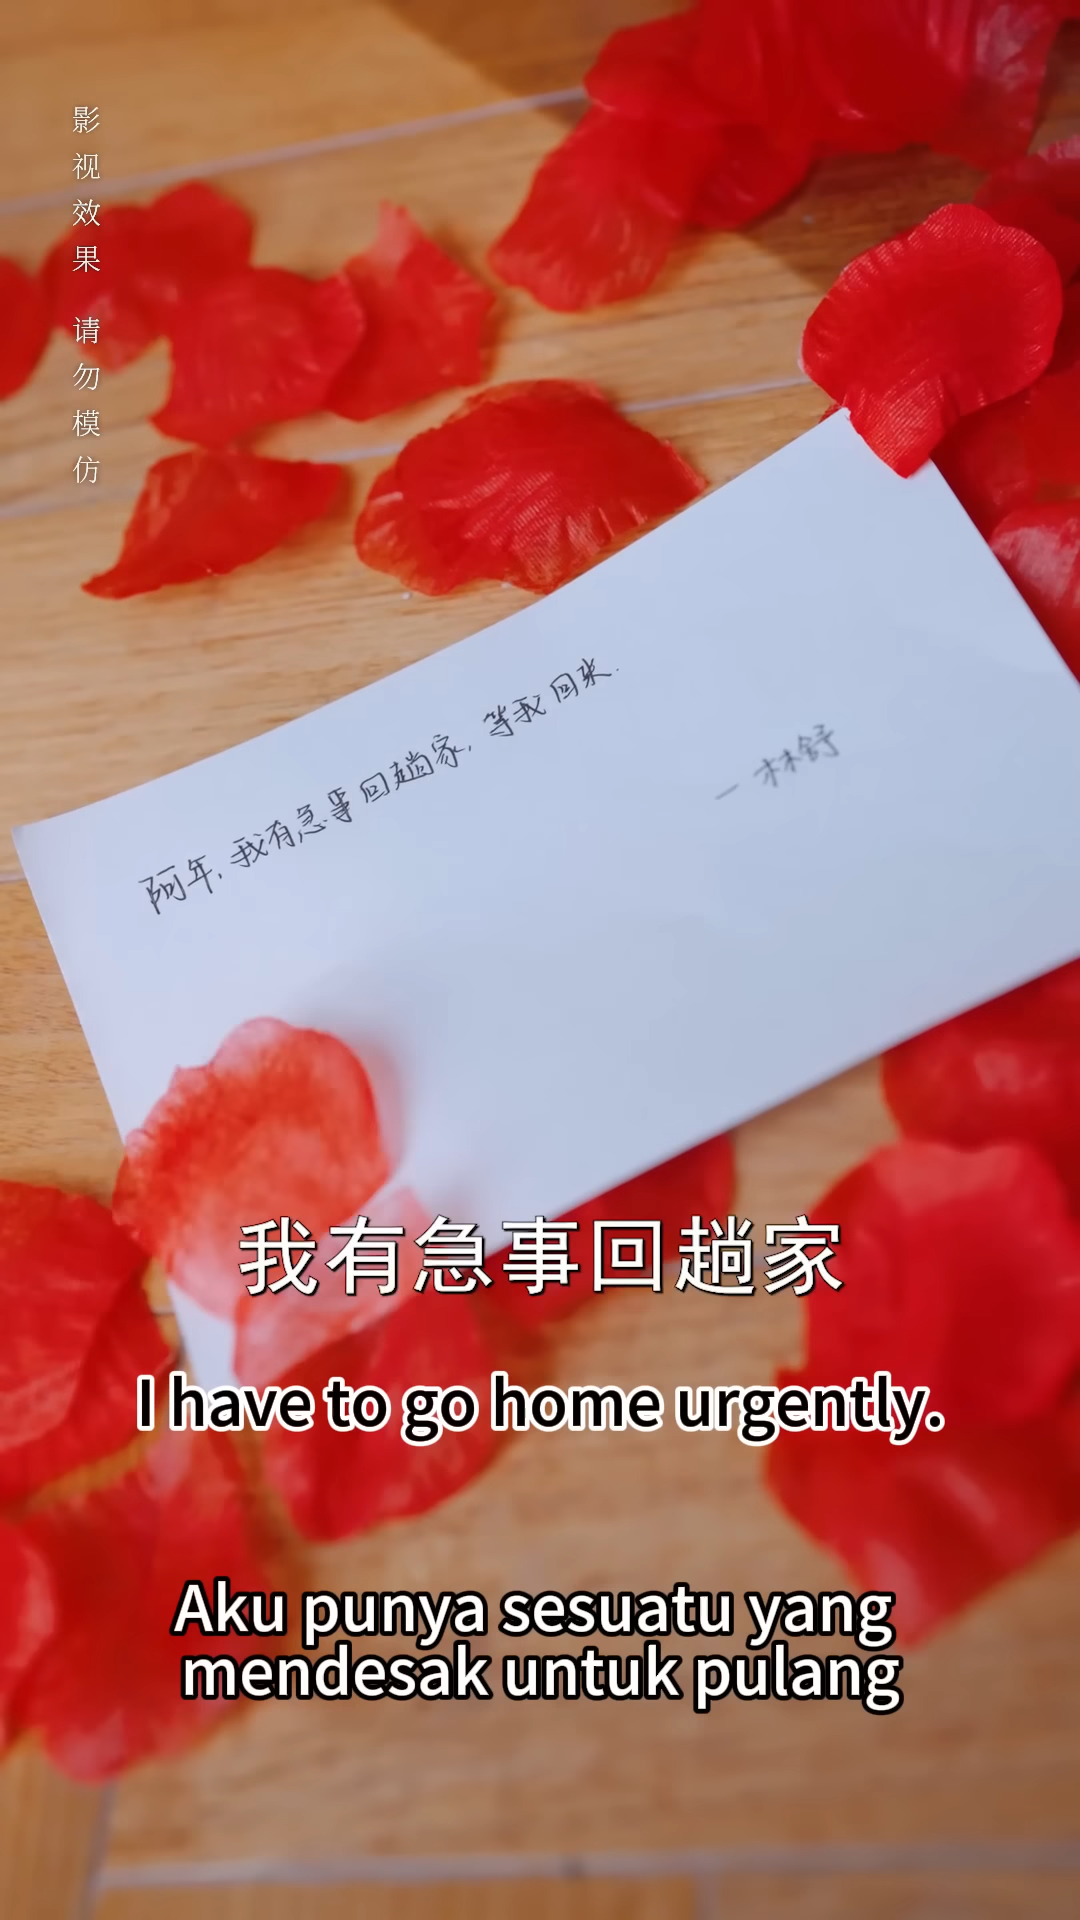 影视效果 请勿模仿
阿年,我有急事回趟家,等我回来.
—林舒
我有急事回趟家
I have to go home urgently.
Aku punya sesuatu yang
mendesak untuk pulang